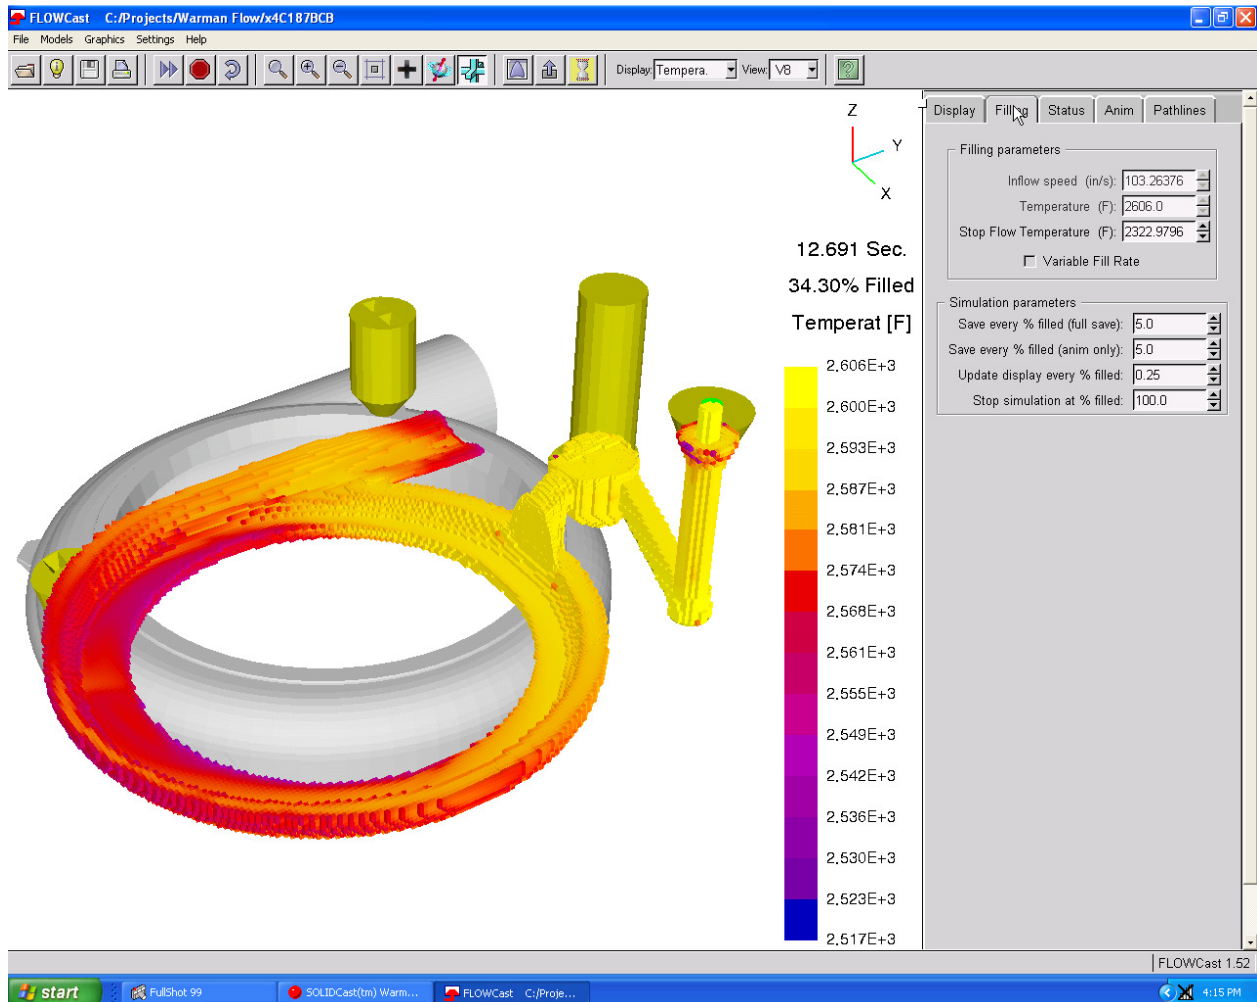 FLOWCast C:/Projects/Warman Flow/x4C187BCB
File Models Graphics Settings Help
Display: Tempera. View: V8
Display Filling Status Anim Pathlines
Z
Y
X
12.691 Sec.
34.30% Filled
Temperat [F]
2.606E+3
2.600E+3
2.593E+3
2.587E+3
2.581E+3
2.574E+3
2.568E+3
2.561E+3
2.555E+3
2.549E+3
2.542E+3
2.536E+3
2.530E+3
2.523E+3
2.517E+3
Filling parameters
Inflow speed (in/s): 103.26376
Temperature (F): 2606.0
Stop Flow Temperature (F): 2322.9796
Variable Fill Rate
Simulation parameters
Save every % filled (full save): 5.0
Save every % filled (anim only): 5.0
Update display every % filled: 0.25
Stop simulation at % filled: 100.0
FLOWCast 1.52
start FullShot 99 SOLIDCast(tm) Warm... FLOWCast C:/Proje... 4:15 PM